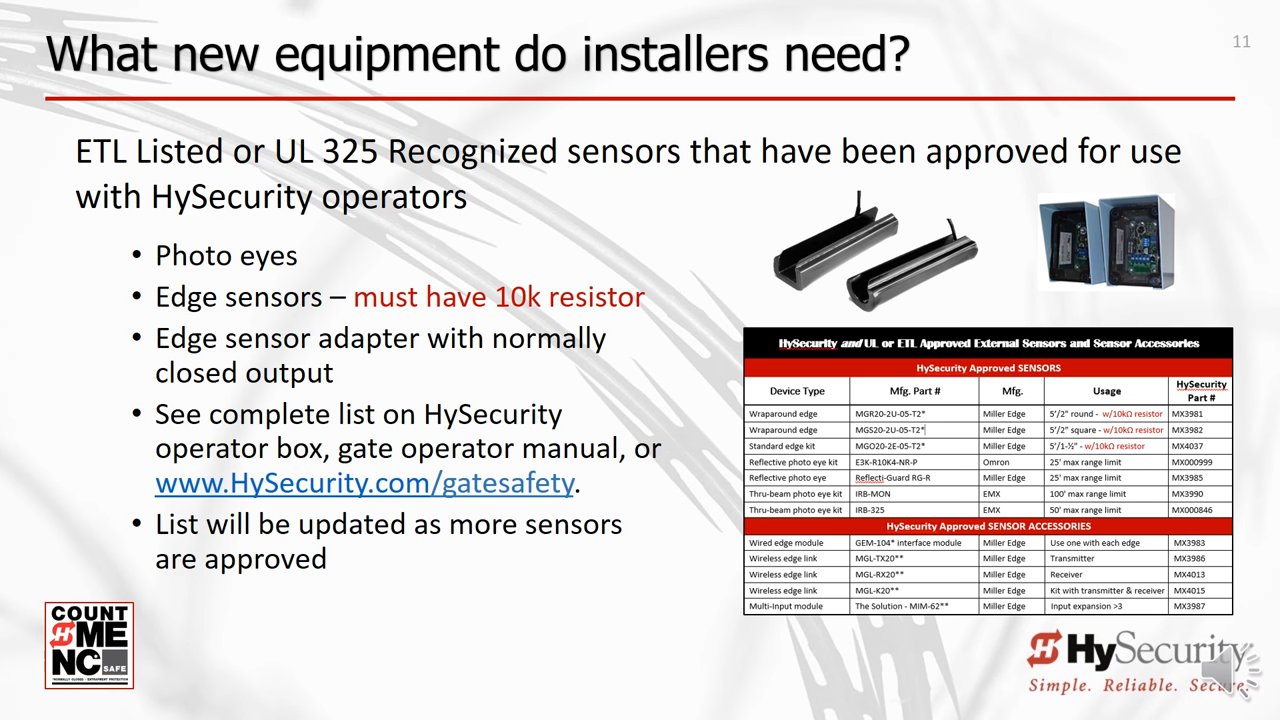 What new equipment do installers need?
11
ETL Listed or UL 325 Recognized sensors that have been approved for use
with HySecurity operators
• Photo eyes
• Edge sensors – must have 10k resistor
• Edge sensor adapter with normally
closed output
• See complete list on HySecurity
operator box, gate operator manual, or
www.HySecurity.com/gatesafety.
• List will be updated as more sensors
are approved
HySecurity and UL or ETL Approved External Sensors and Sensor Accessories
HySecurity Approved SENSORS
Device Type Mfg. Part # Mfg. Usage HySecurity Part #
Wraparound edge MGR20-2U-05-T2* Miller Edge 5'/2" round - w/10kΩ resistor MX3981
Wraparound edge MGS20-2U-05-T2* Miller Edge 5'/2" square - w/10kΩ resistor MX3982
Standard edge kit MGO20-2E-05-T2* Miller Edge 5'/1-½" - w/10kΩ resistor MX4037
Reflective photo eye kit E3K-R10K4-NR-P Omron 25' max range limit MX000999
Reflective photo eye Reflecti-Guard RG-R Miller Edge 25' max range limit MX3985
Thru-beam photo eye kit IRB-MON EMX 100' max range limit MX3990
Thru-beam photo eye kit IRB-325 EMX 50' max range limit MX000846
HySecurity Approved SENSOR ACCESSORIES
Wired edge module GEM-104* interface module Miller Edge Use one with each edge MX3983
Wireless edge link MGL-TX20** Miller Edge Transmitter MX3986
Wireless edge link MGL-RX20** Miller Edge Receiver MX4013
Wireless edge link MGL-K20** Miller Edge Kit with transmitter & receiver MX4015
Multi-Input module The Solution - MIM-62** Miller Edge Input expansion >3 MX3987
COUNT
H ME
NC SAFE
*NORMALLY CLOSED - ENTRAPMENT PROTECTION
H HySecurity
Simple. Reliable. Secure.